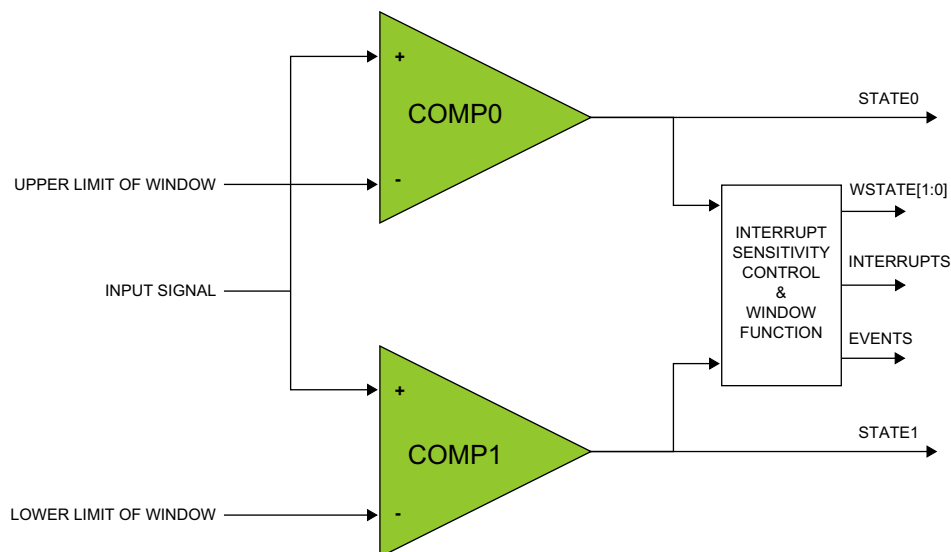 +
COMP0
-
STATE0
UPPER LIMIT OF WINDOW
WSTATE[1:0]
INTERRUPT
SENSITIVITY
CONTROL
&
WINDOW
FUNCTION
INPUT SIGNAL
INTERRUPTS
EVENTS
+
COMP1
-
STATE1
LOWER LIMIT OF WINDOW